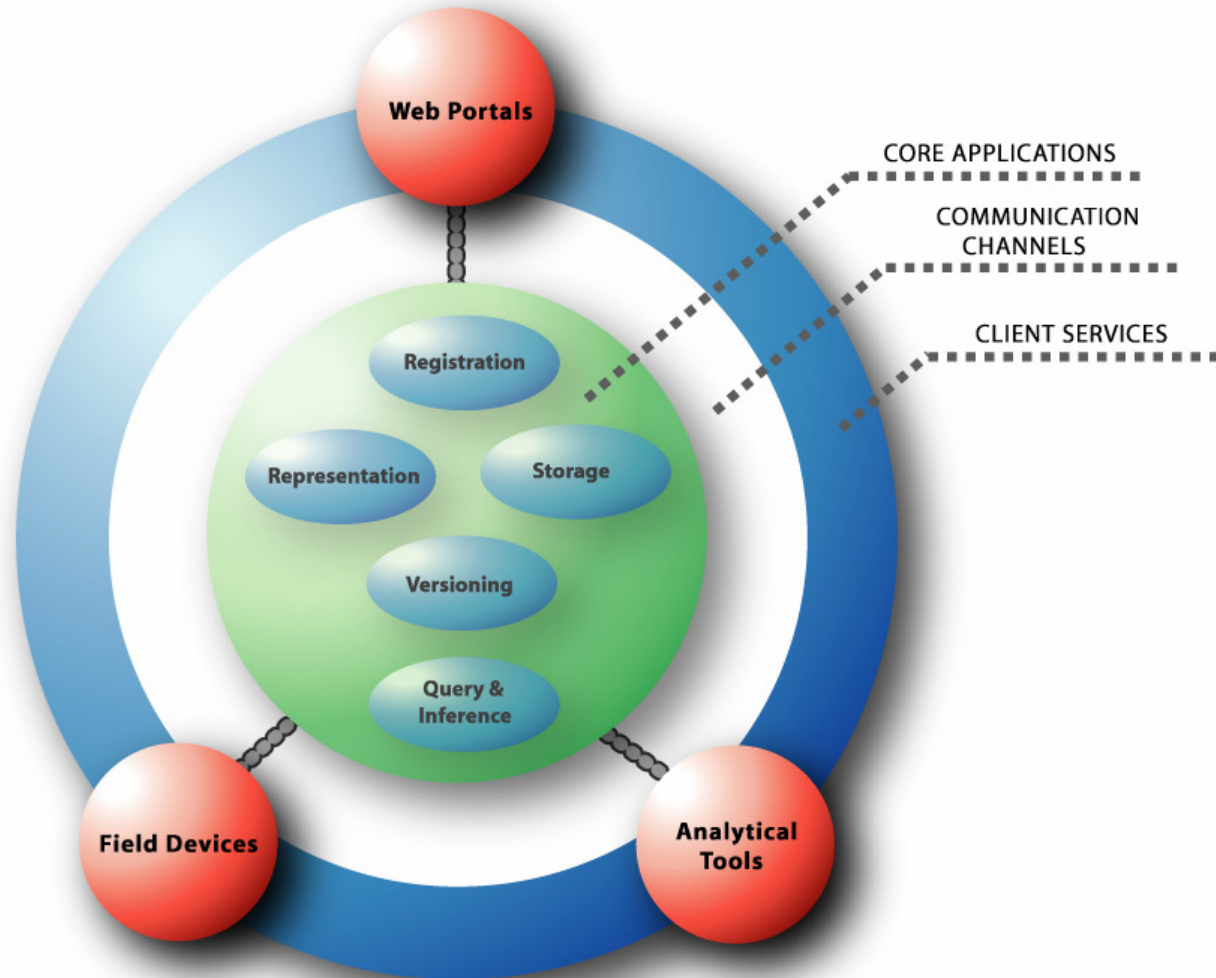 Web Portals
CORE APPLICATIONS
COMMUNICATION
CHANNELS
CLIENT SERVICES
Registration
Representation
Storage
Versioning
Query &
Inference
Field Devices
Analytical
Tools